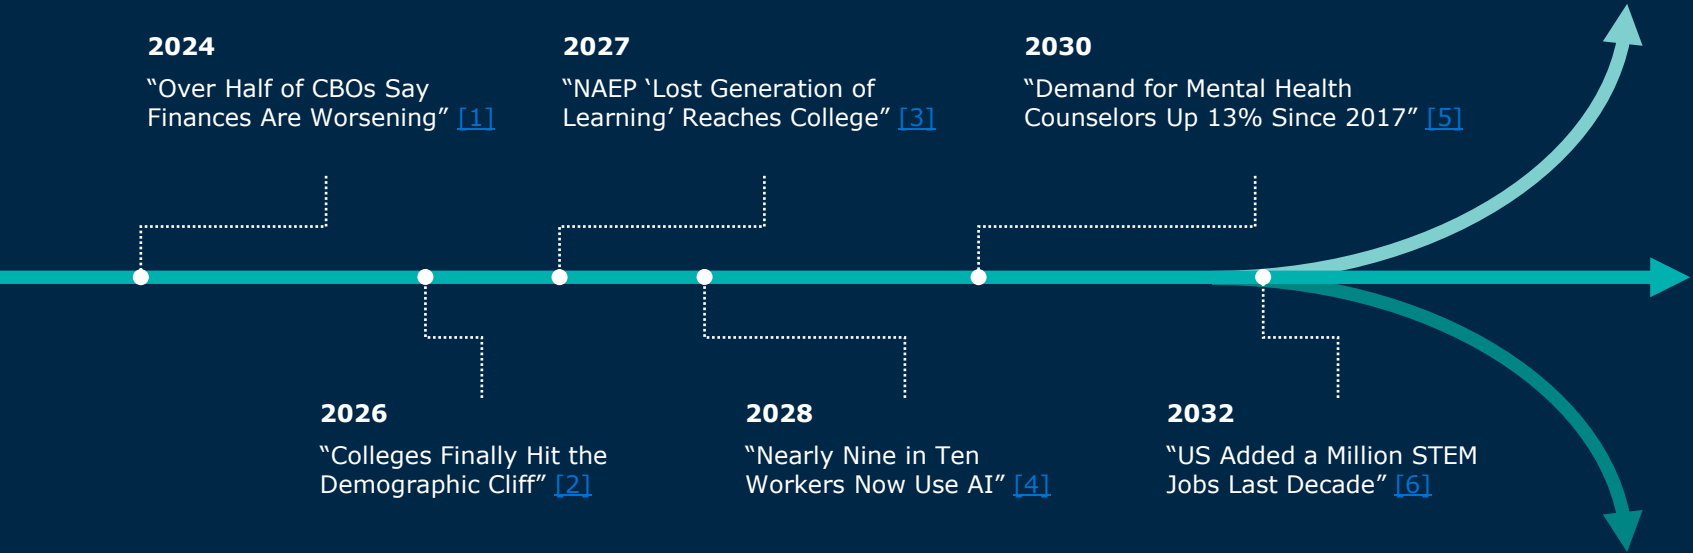 2024
“Over Half of CBOs Say
Finances Are Worsening” [1]
2027
“NAEP ‘Lost Generation of
Learning’ Reaches College” [3]
2030
“Demand for Mental Health
Counselors Up 13% Since 2017” [5]
2026
“Colleges Finally Hit the
Demographic Cliff” [2]
2028
“Nearly Nine in Ten
Workers Now Use AI” [4]
2032
“US Added a Million STEM
Jobs Last Decade” [6]